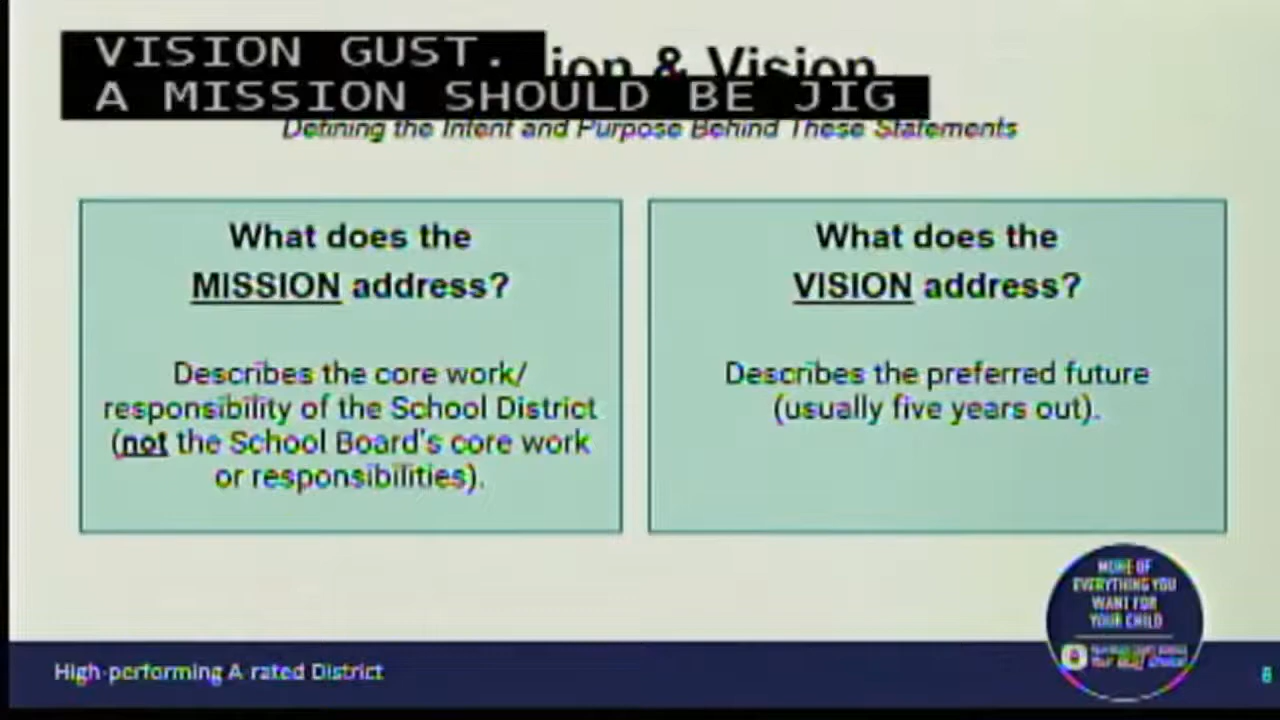 VISION GUST.
A MISSION SHOULD BE JIG
ion & Vision
Defining the Intent and Purpose Behind These Statements
What does the
MISSION address?
Describes the core work/
responsibility of the School District
(not the School Board's core work
or responsibilities).
What does the
VISION address?
Describes the preferred future
(usually five years out).
MORE OF
EVERYTHING YOU
WANT FOR
YOUR CHILD
Your
High-performing A-rated District